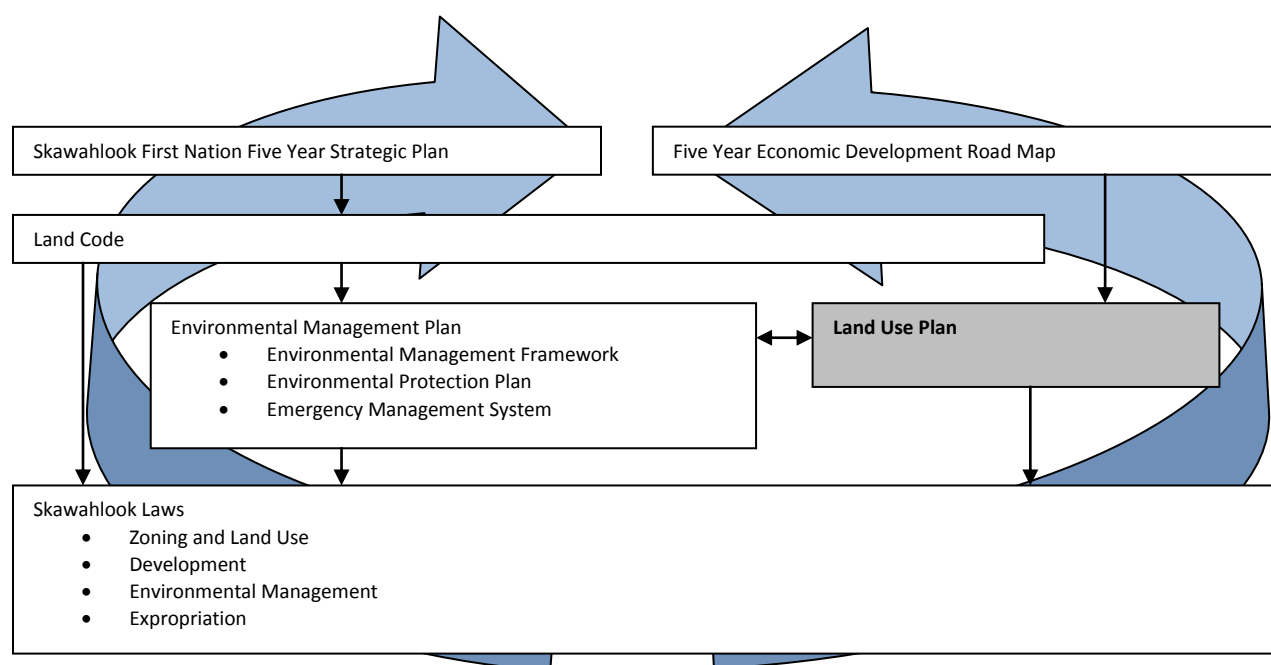 Skawahlook First Nation Five Year Strategic Plan
Five Year Economic Development Road Map
Land Code
Environmental Management Plan
• Environmental Management Framework
• Environmental Protection Plan
• Emergency Management System
Land Use Plan
Skawahlook Laws
• Zoning and Land Use
• Development
• Environmental Management
• Expropriation